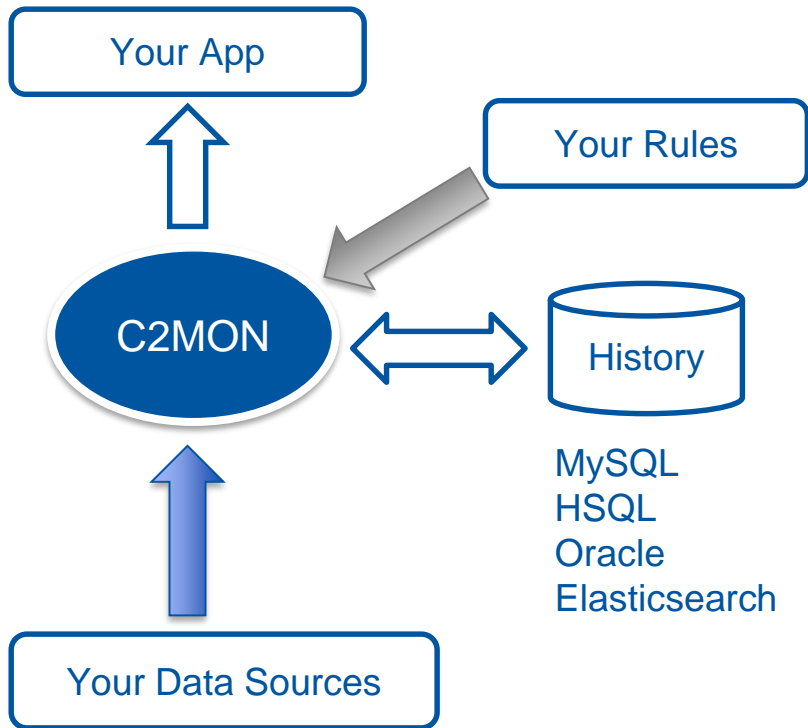 Your App
Your Rules
C2MON
History
MySQL
HSQL
Oracle
Elasticsearch
Your Data Sources